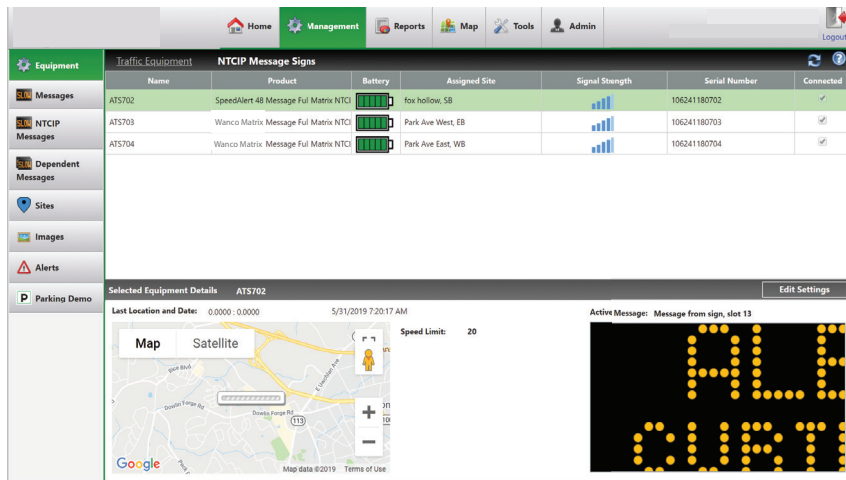 Home Management Reports Map Tools Admin
Logout
Equipment
Messages
NTCIP
Messages
Dependent
Messages
Sites
Images
Alerts
P Parking Demo
Traffic Equipment NTCIP Message Signs
Name Product Battery Assigned Site Signal Strength Serial Number Connected
ATS702 SpeedAlert 48 Message Ful Matrix NTCI fox hollow, SB 106241180702
ATS703 Wanco Matrix Message Ful Matrix NTCI Park Ave West, EB 106241180703
ATS704 Wanco Matrix Message Ful Matrix NTCI Park Ave East, WB 106241180704
Selected Equipment Details ATS702 Edit Settings
Last Location and Date: 0.0000 : 0.0000 5/31/2019 7:20:17 AM
Active Message: Message from sign, slot 13
Speed Limit: 20
Map Satellite
Dowlin Forge Rd
Dowlin Forge Rd
113
Google Map data ©2019 Terms of Use